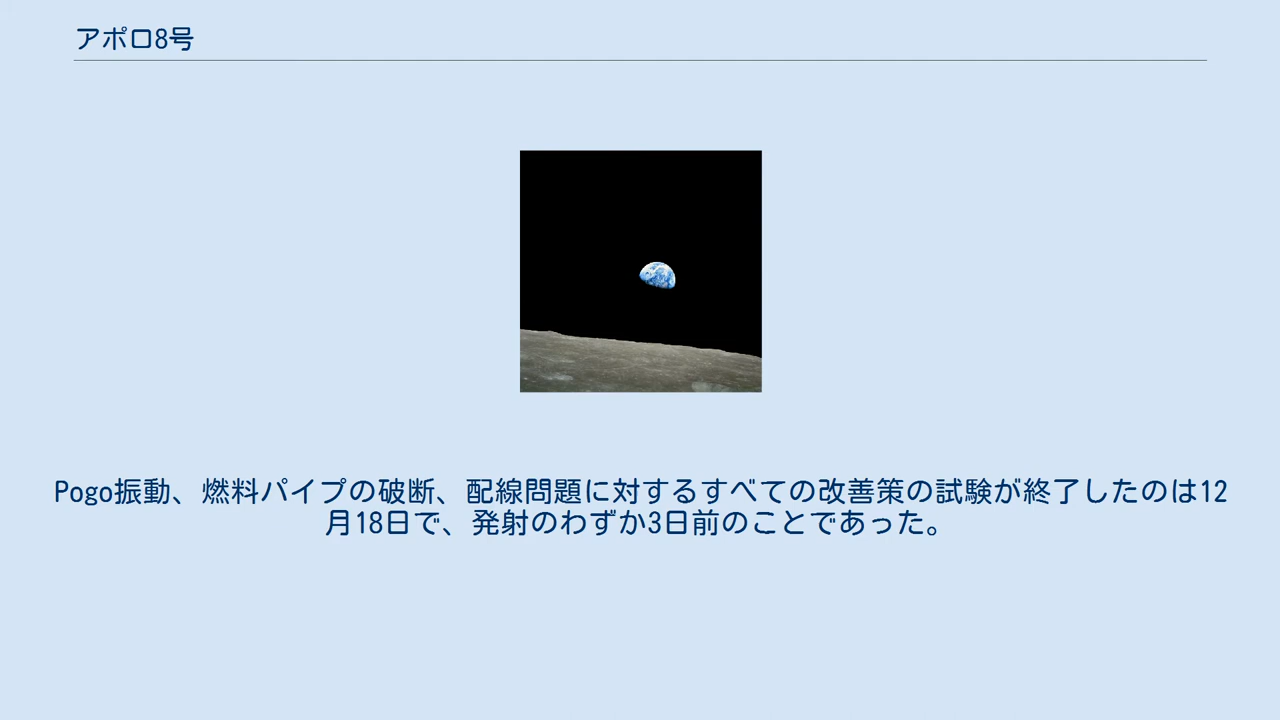 アポロ8号
Pogo振動、燃料パイプの破断、配線問題に対するすべての改善策の試験が終了したのは12
月18日で、発射のわずか3日前のことであった。